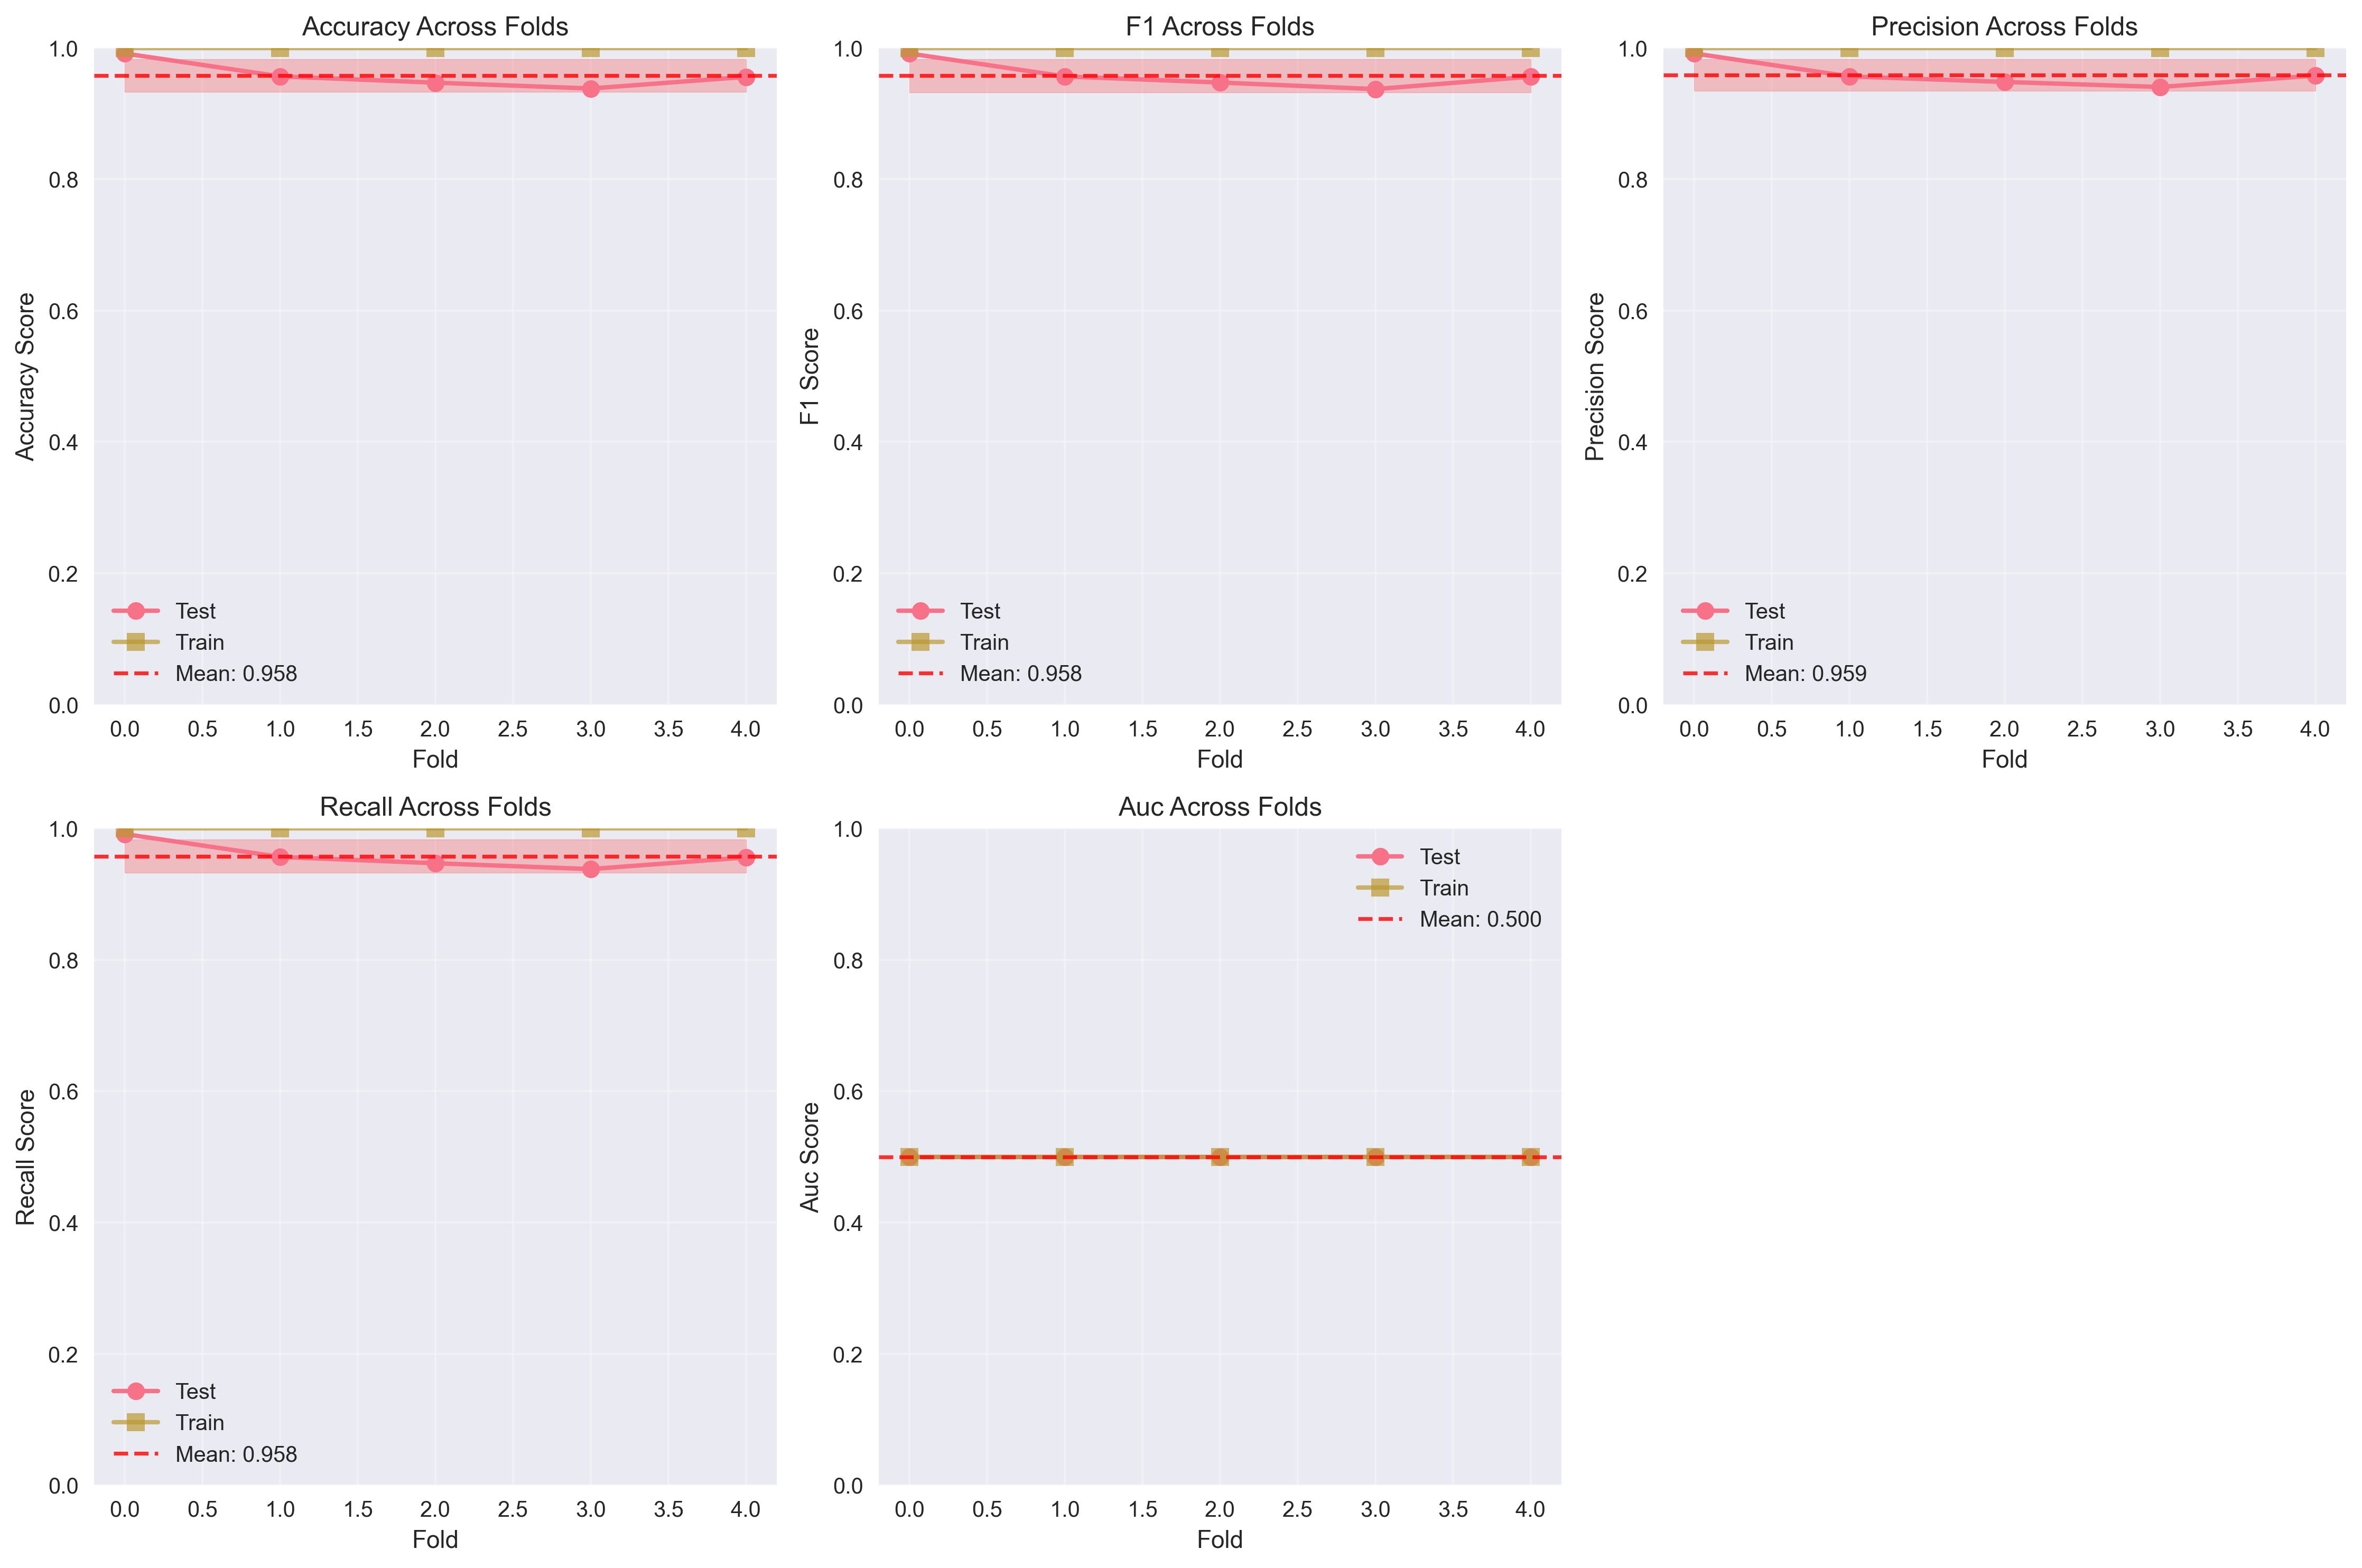 Accuracy Across Folds
Accuracy Score
1.0
0.8
0.6
0.4
0.2
0.0
Test
Train
Mean: 0.958
0.0 0.5 1.0 1.5 2.0 2.5 3.0 3.5 4.0
Fold
F1 Across Folds
F1 Score
1.0
0.8
0.6
0.4
0.2
0.0
Test
Train
Mean: 0.958
0.0 0.5 1.0 1.5 2.0 2.5 3.0 3.5 4.0
Fold
Precision Across Folds
Precision Score
1.0
0.8
0.6
0.4
0.2
0.0
Test
Train
Mean: 0.959
0.0 0.5 1.0 1.5 2.0 2.5 3.0 3.5 4.0
Fold
Recall Across Folds
Recall Score
1.0
0.8
0.6
0.4
0.2
0.0
Test
Train
Mean: 0.958
0.0 0.5 1.0 1.5 2.0 2.5 3.0 3.5 4.0
Fold
Auc Across Folds
Auc Score
1.0
0.8
0.6
0.4
0.2
0.0
Test
Train
Mean: 0.500
0.0 0.5 1.0 1.5 2.0 2.5 3.0 3.5 4.0
Fold